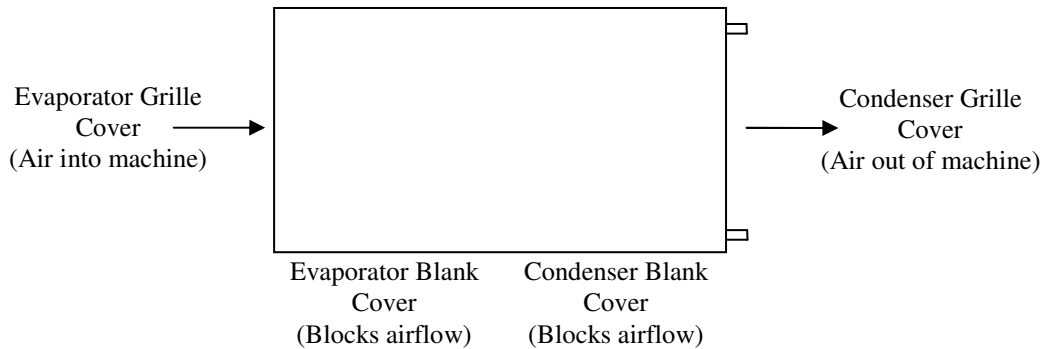 Evaporator Grille
Cover
(Air into machine)
Condenser Grille
Cover
(Air out of machine)
Evaporator Blank
Cover
(Blocks airflow)
Condenser Blank
Cover
(Blocks airflow)